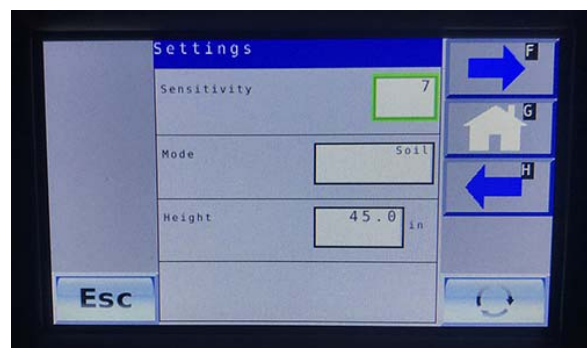 Settings
F
Sensitivity
7
G
Mode
Soil
H
Height
45.0 in
Esc